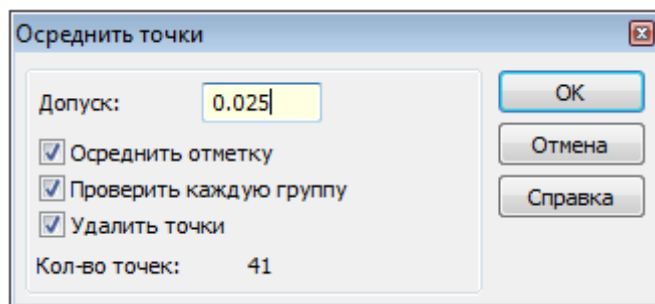 Осреднить точки
Допуск: 0.025
OK
Осреднить отметку
Отмена
Проверить каждую группу
Справка
Удалить точки
Кол-во точек: 41